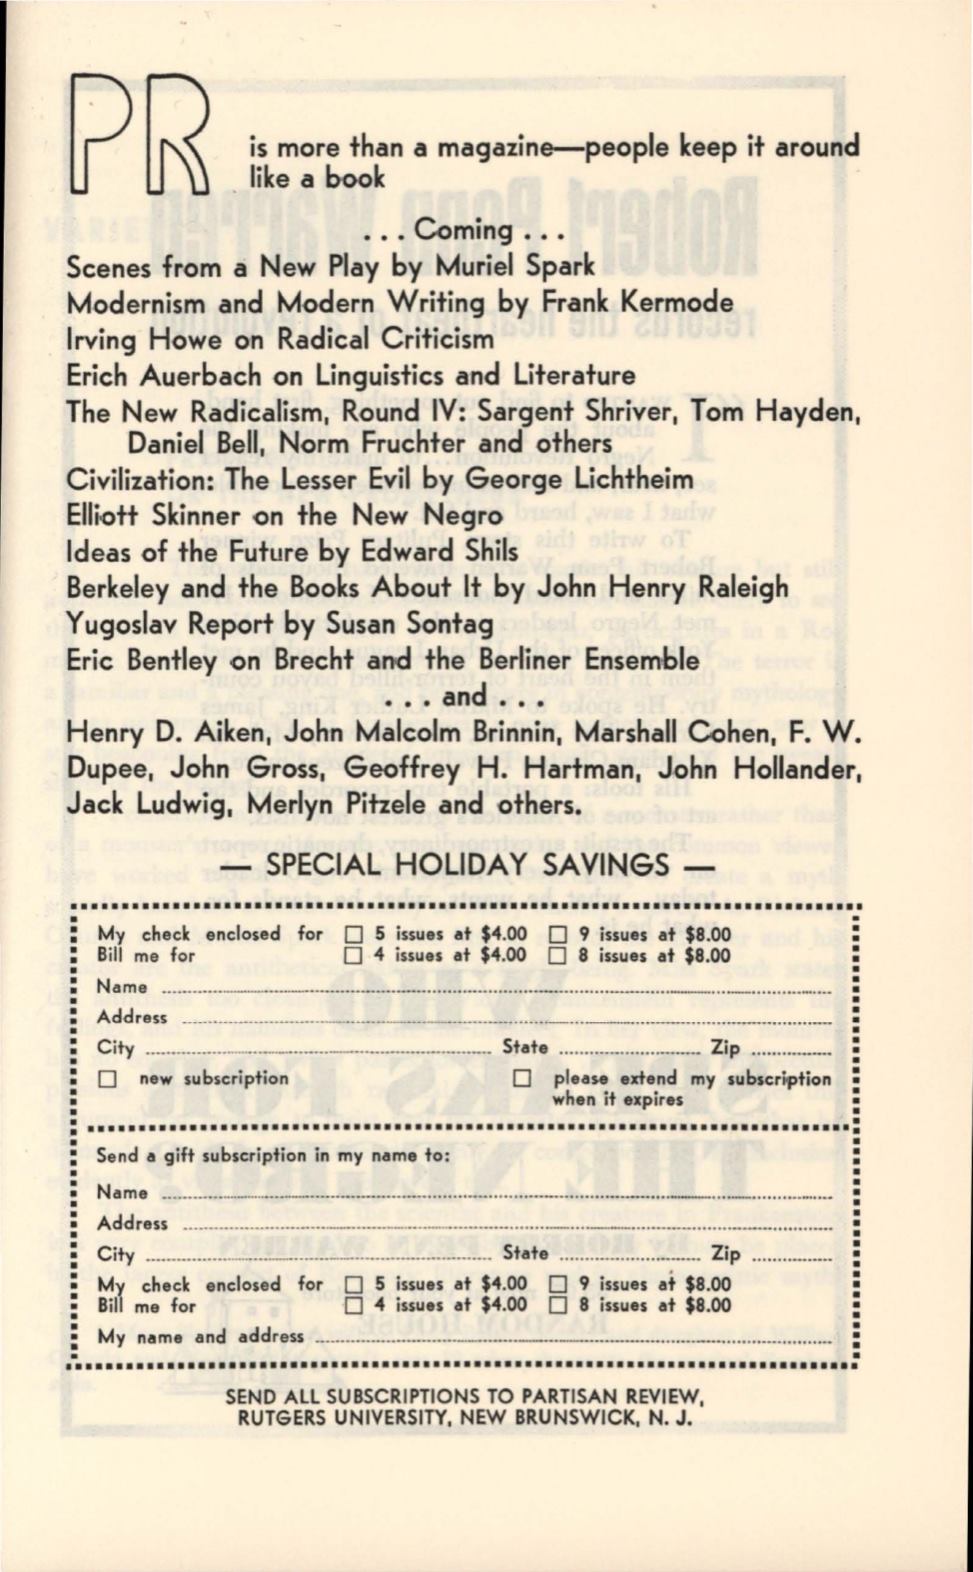 PR is more than a magazine—people keep it around
like a book
... Coming ...
Scenes from a New Play by Muriel Spark
Modernism and Modern Writing by Frank Kermode
Irving Howe on Radical Criticism
Erich Auerbach on Linguistics and Literature
The New Radicalism, Round IV: Sargent Shriver, Tom Hayden,
Daniel Bell, Norm Fruchter and others
Civilization: The Lesser Evil by George Lichtheim
Elliott Skinner on the New Negro
Ideas of the Future by Edward Shils
Berkeley and the Books About It by John Henry Raleigh
Yugoslav Report by Susan Sontag
Eric Bentley on Brecht and the Berliner Ensemble
... and ...
Henry D. Aiken, John Malcolm Brinnin, Marshall Cohen, F. W.
Dupee, John Gross, Geoffrey H. Hartman, John Hollander,
Jack Ludwig, Merlyn Pitzele and others.
— SPECIAL HOLIDAY SAVINGS —
My check enclosed for ☐ 5 issues at $4.00 ☐ 9 issues at $8.00
Bill me for ☐ 4 issues at $4.00 ☐ 8 issues at $8.00
Name
Address
City State Zip
☐ new subscription ☐ please extend my subscription
when it expires
Send a gift subscription in my name to:
Name
Address
City State Zip
My check enclosed for ☐ 5 issues at $4.00 ☐ 9 issues at $8.00
Bill me for ☐ 4 issues at $4.00 ☐ 8 issues at $8.00
My name and address
SEND ALL SUBSCRIPTIONS TO PARTISAN REVIEW,
RUTGERS UNIVERSITY, NEW BRUNSWICK, N. J.